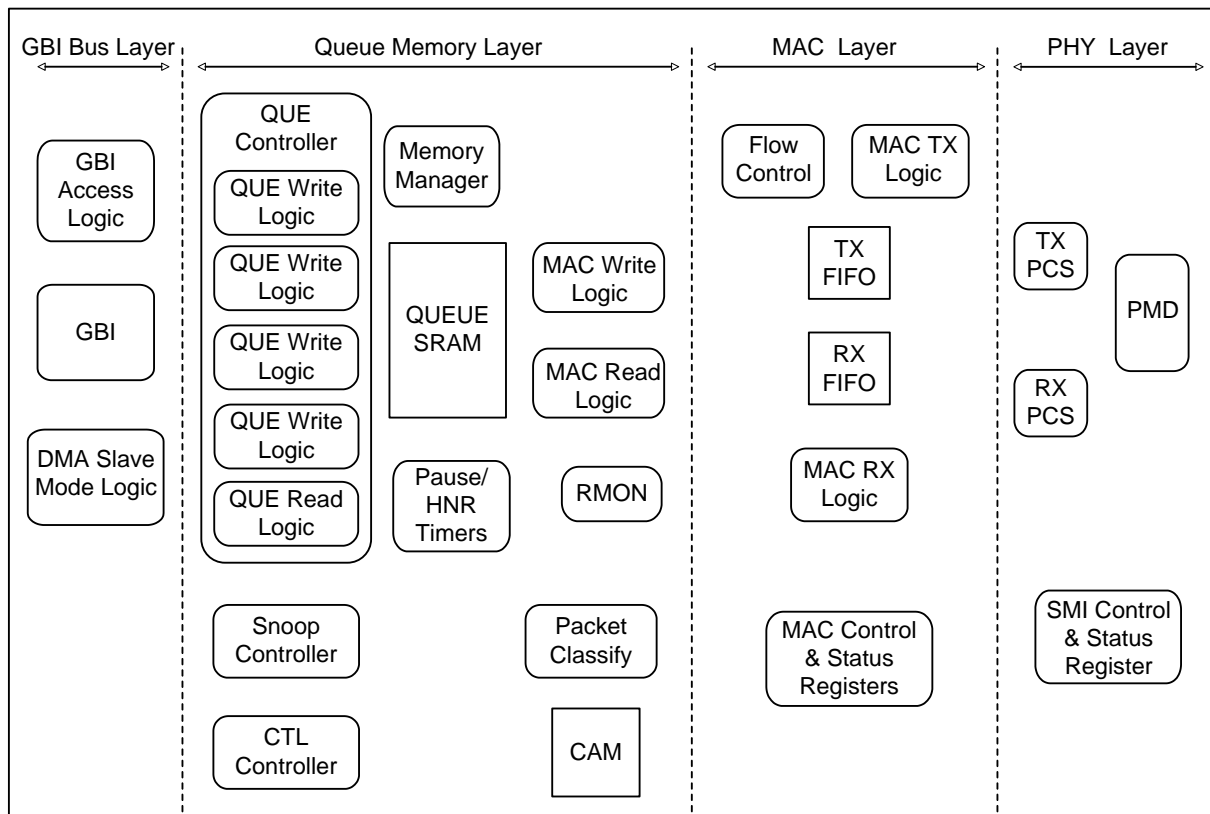 GBI Bus Layer
Queue Memory Layer
MAC Layer
PHY Layer
GBI
Access
Logic
GBI
DMA Slave
Mode Logic
QUE
Controller
QUE Write
Logic
QUE Write
Logic
QUE Write
Logic
QUE Write
Logic
QUE Read
Logic
Snoop
Controller
CTL
Controller
Memory
Manager
QUEUE
SRAM
Pause/
HNR
Timers
MAC Write
Logic
MAC Read
Logic
RMON
Packet
Classify
CAM
Flow
Control
MAC TX
Logic
TX
FIFO
RX
FIFO
MAC RX
Logic
MAC Control
& Status
Registers
TX
PCS
PMD
RX
PCS
SMI Control
& Status
Register